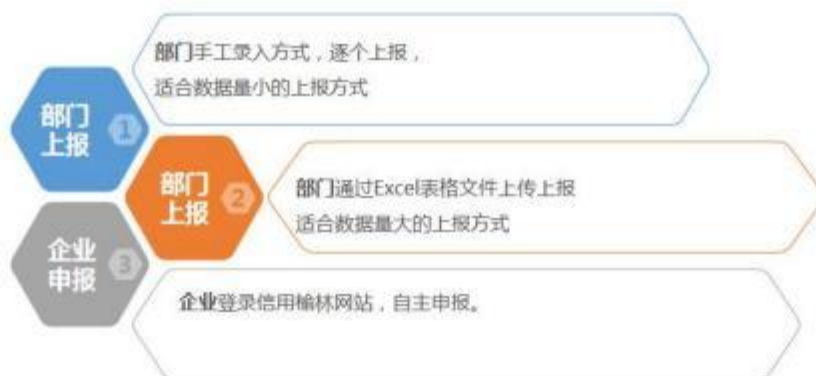 部门
上报
1
部门手工录入方式，逐个上报，
适合数据量小的上报方式
部门
上报
2
部门通过Excel表格文件上传上报
适合数据量大的上报方式
企业
申报
3
企业登录信用榆林网站，自主申报。